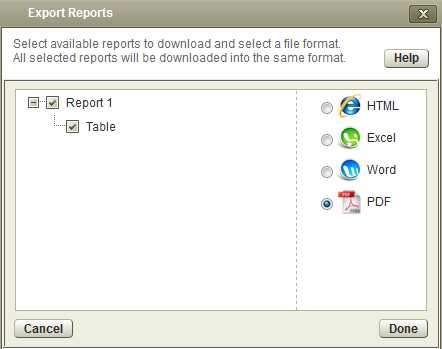 Export Reports
Select available reports to download and select a file format.
All selected reports will be downloaded into the same format.
Help
Report 1
Table
HTML
Excel
Word
PDF
Cancel
Done